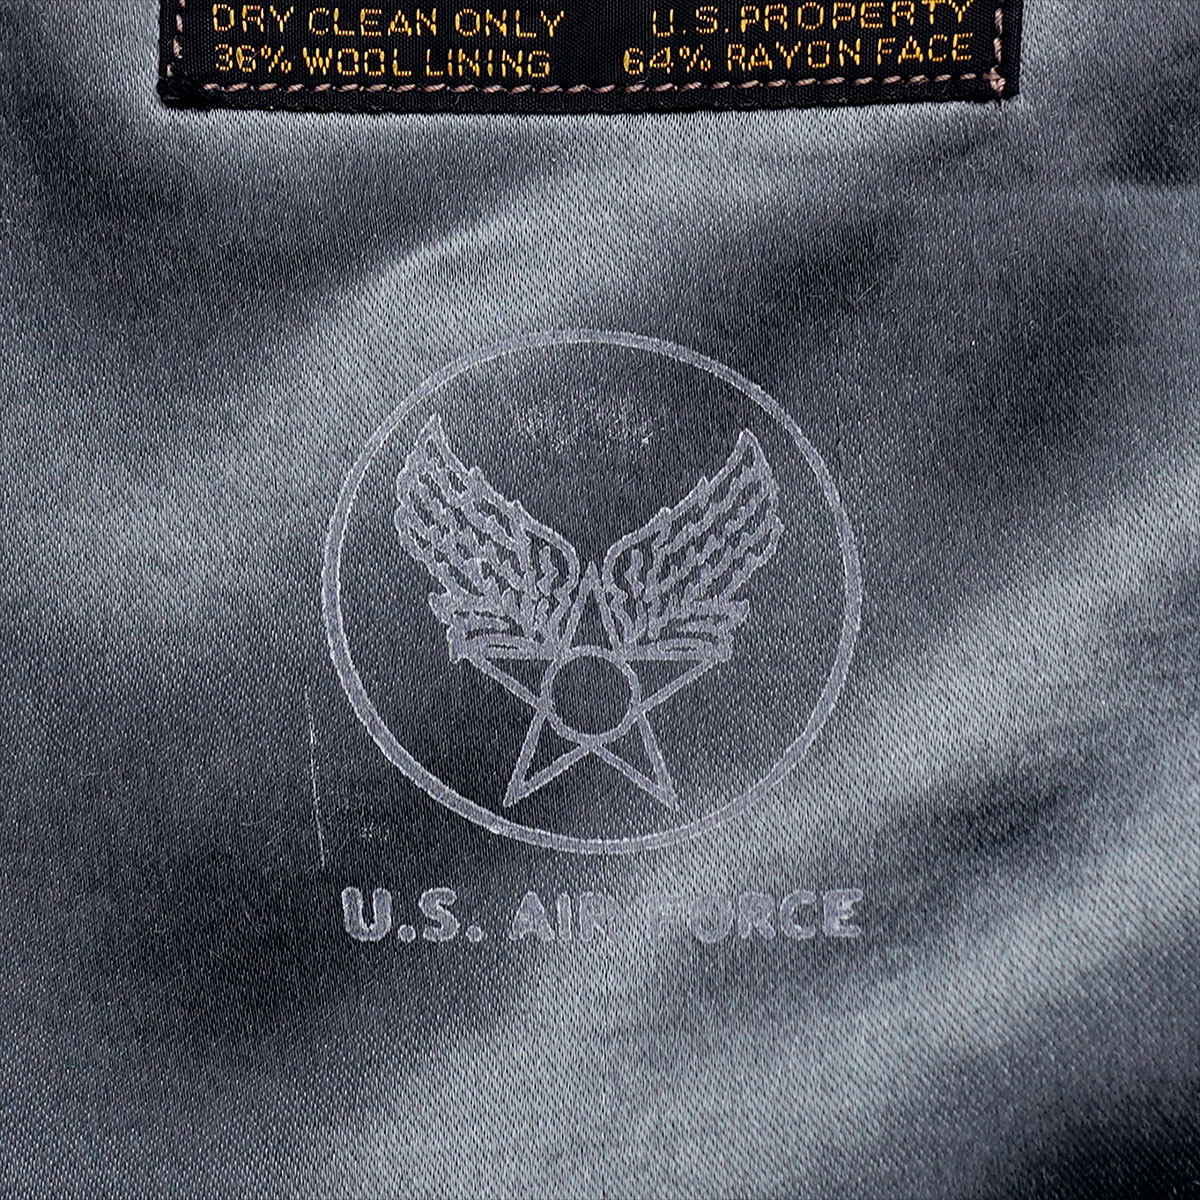 DRY CLEAN ONLY U.S. PROPERTY
36% WOOL LINING 64% RAYON FACE
U.S. AIR FORCE